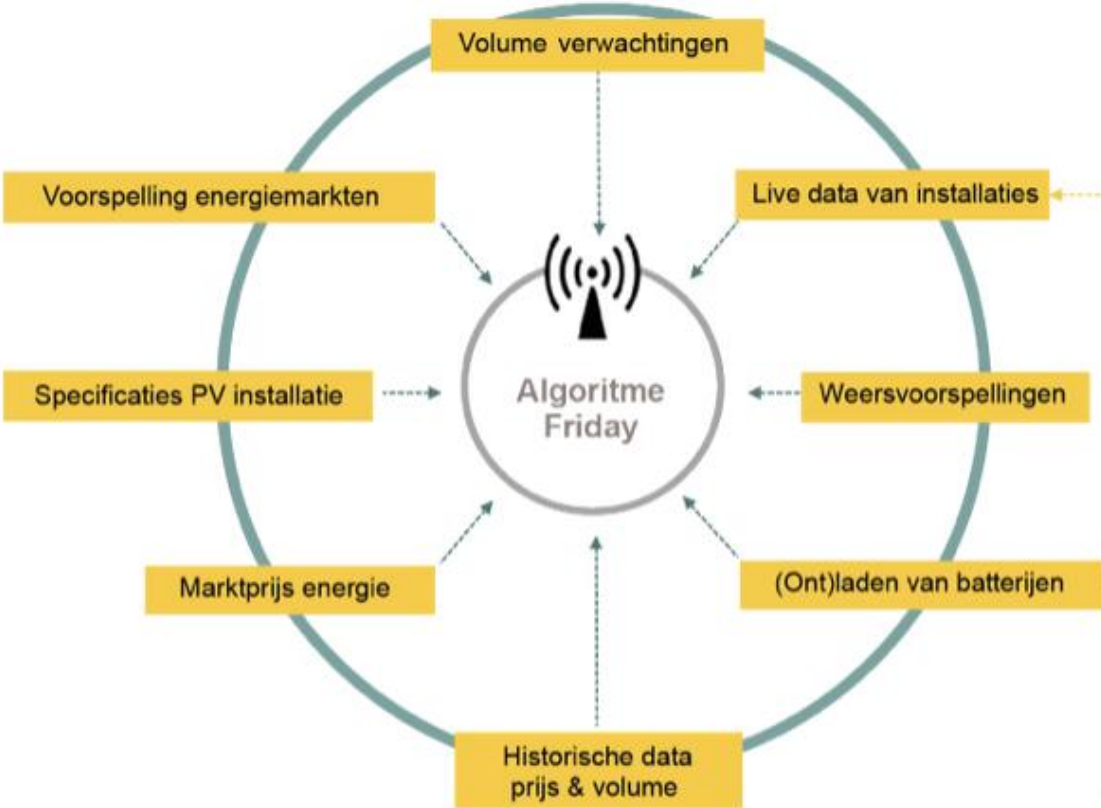 Volume verwachtingen
Voorspelling energiemarkten
Live data van installaties
Algoritme
Friday
Specificaties PV installatie
Weersvoorspellingen
Marktprijs energie
(Ont)laden van batterijen
Historische data
prijs & volume